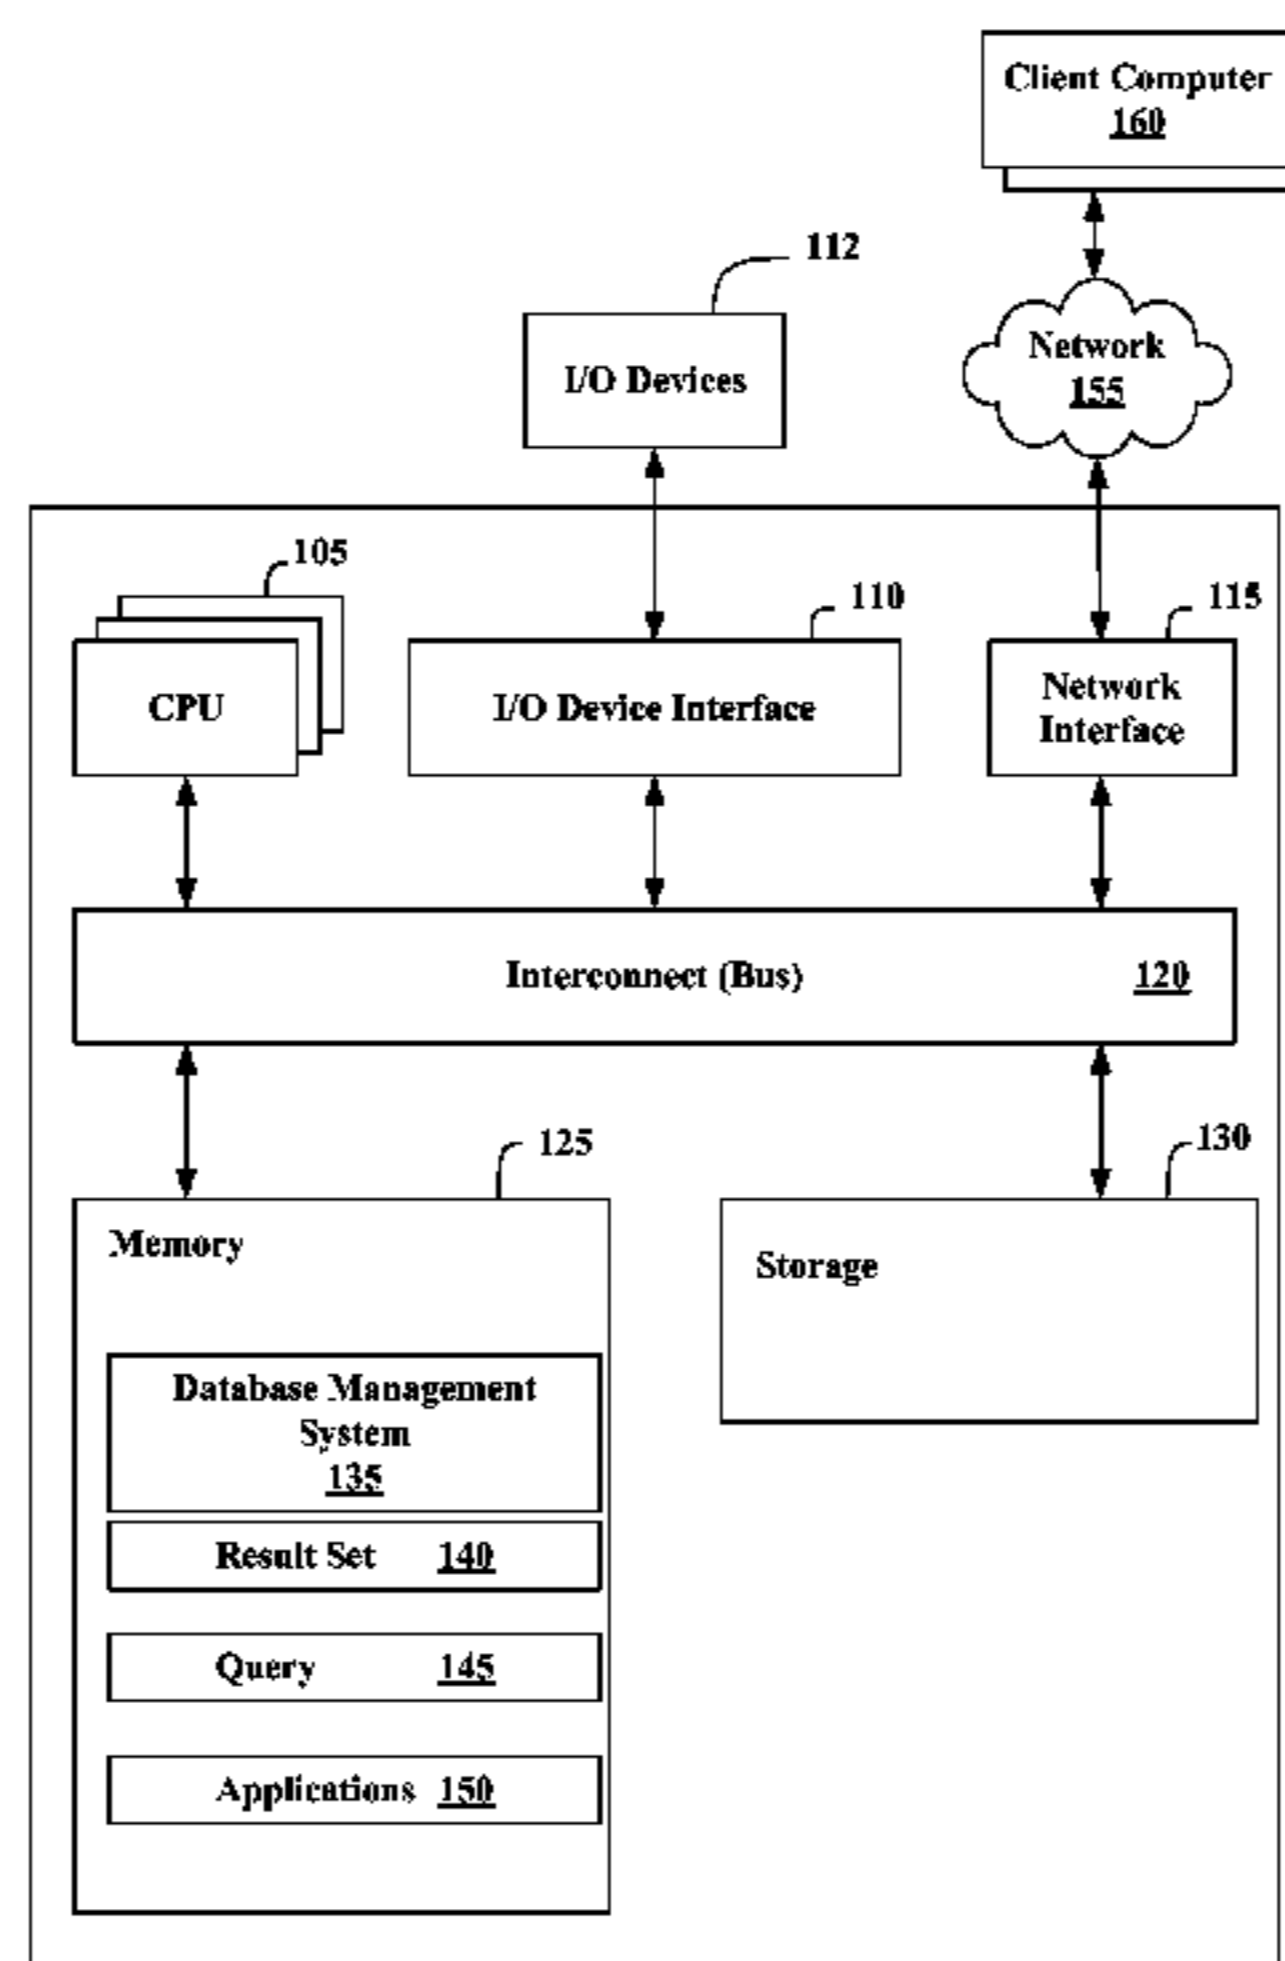 Client Computer
160
112
I/O Devices
Network
155
105
CPU
110
I/O Device Interface
115
Network
Interface
Interconnect (Bus) 120
125
Memory
130
Storage
Database Management
System
135
Result Set 140
Query 145
Applications 150